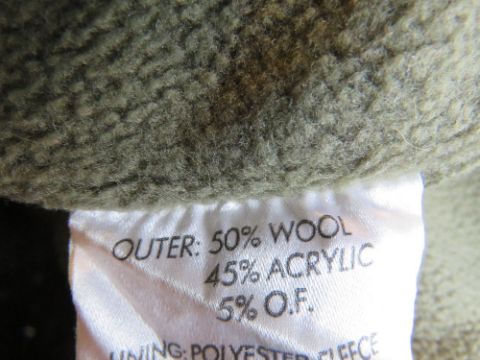 OUTER: 50% WOOL
45% ACRYLIC
5% O.F.
LINING: POLYESTER FLEECE